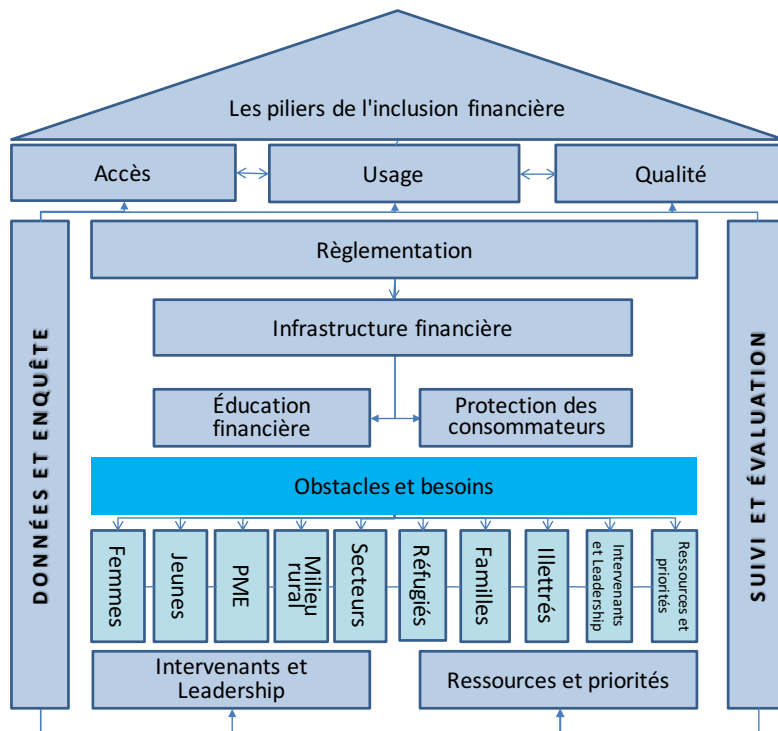 Les piliers de l'inclusion financière
Accès
Usage
Qualité
DONNÉES ET ENQUÊTE
Règlementation
Infrastructure financière
Éducation
financière
Protection des
consommateurs
Obstacles et besoins
Femmes
Jeunes
PME
Milieu
rural
Secteurs
Réfugiés
Familles
Illettrés
Intervenants
et Leadership
Ressources et
priorités
Intervenants et
Leadership
Ressources et priorités
SUIVI ET ÉVALUATION